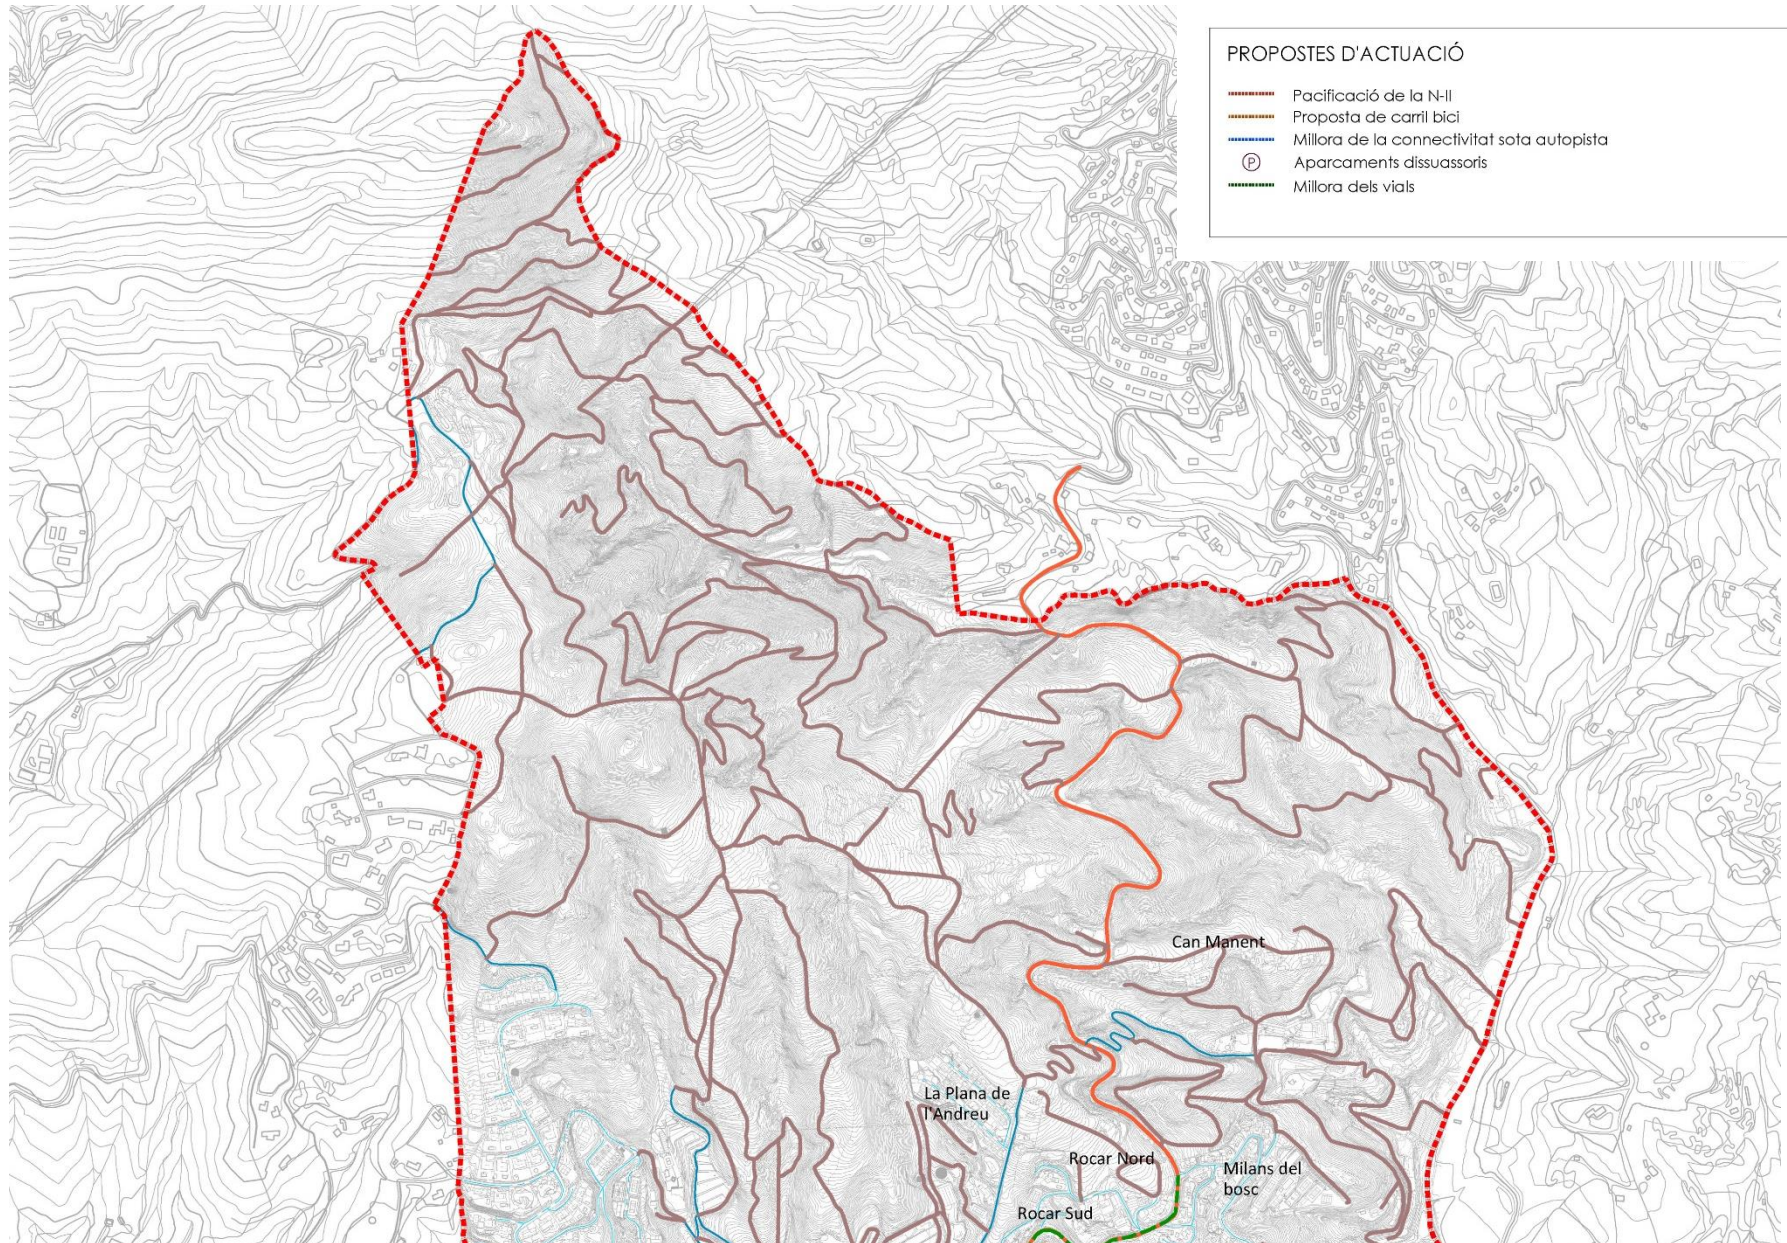 PROPOSTES D'ACTUACIÓ
Pacificació de la N-II
Proposta de carril bici
Millora de la connectivitat sota autopista
P Aparcaments dissuassoris
Millora dels vials
Can Manent
La Plana de
l'Andreu
Rocar Nord
Milans del
bosc
Rocar Sud